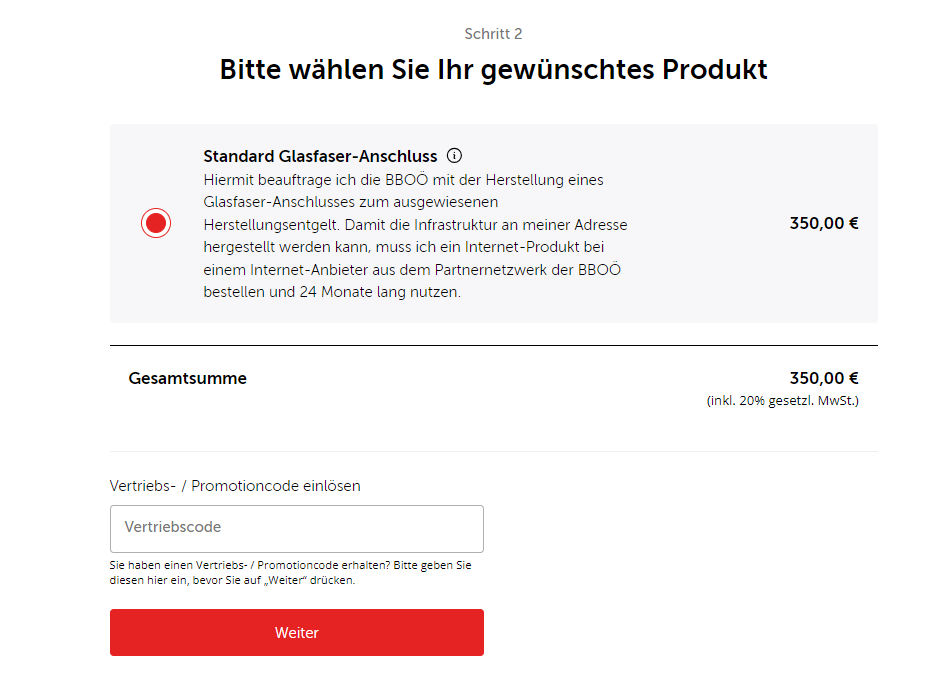 Schritt 2
Bitte wählen Sie Ihr gewünschtes Produkt
Standard Glasfaser-Anschluss
Hiermit beauftrage ich die BBOÖ mit der Herstellung eines
Glasfaser-Anschlusses zum ausgewiesenen
Herstellungsentgelt. Damit die Infrastruktur an meiner Adresse
hergestellt werden kann, muss ich ein Internet-Produkt bei
einem Internet-Anbieter aus dem Partnernetzwerk der BBOÖ
bestellen und 24 Monate lang nutzen.
350,00 €
Gesamtsumme
350,00 €
(inkl. 20% gesetzl. MwSt.)
Vertriebs- / Promotioncode einlösen
Vertriebscode
Sie haben einen Vertriebs- / Promotioncode erhalten? Bitte geben Sie
diesen hier ein, bevor Sie auf „Weiter“ drücken.
Weiter